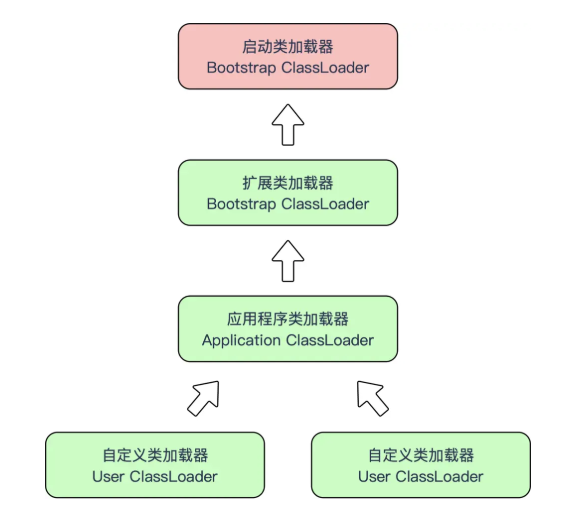 启动类加载器
Bootstrap ClassLoader
扩展类加载器
Bootstrap ClassLoader
应用程序类加载器
Application ClassLoader
自定义类加载器
User ClassLoader
自定义类加载器
User ClassLoader